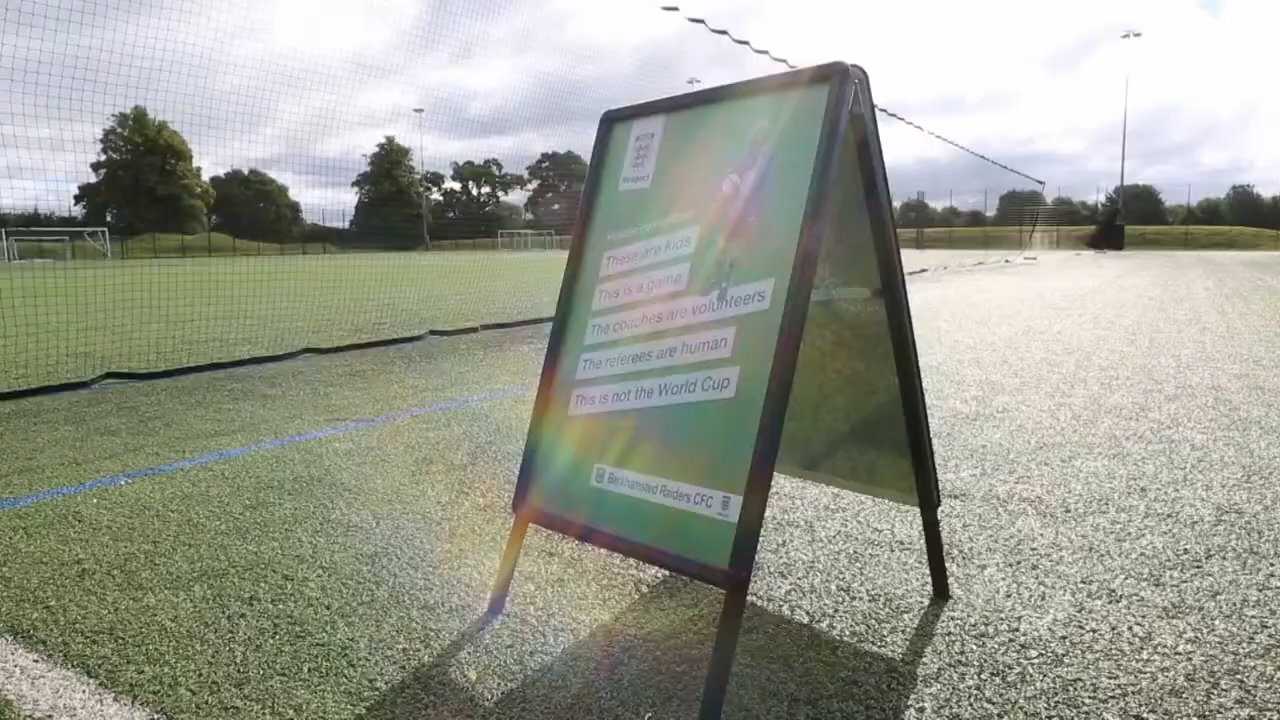 Respect
These are kids
This is a game
The coaches are volunteers
The referees are human
This is not the World Cup
Berkhamsted Raiders CFC